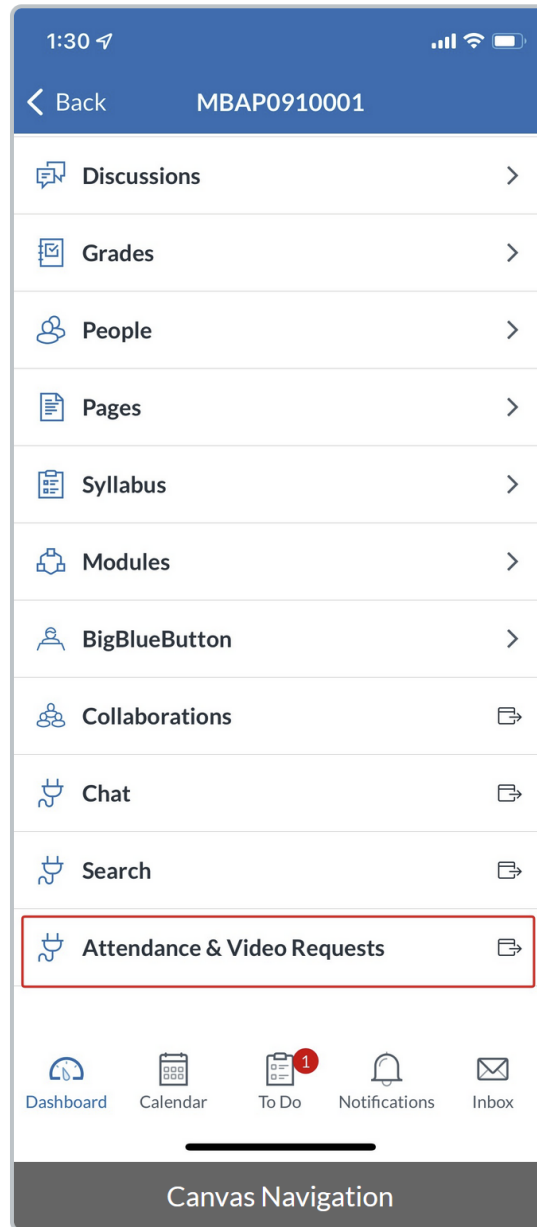 1:30
Back MBAP0910001
Discussions
Grades
People
Pages
Syllabus
Modules
BigBlueButton
Collaborations
Chat
Search
Attendance & Video Requests
1
Dashboard Calendar To Do Notifications Inbox
Canvas Navigation